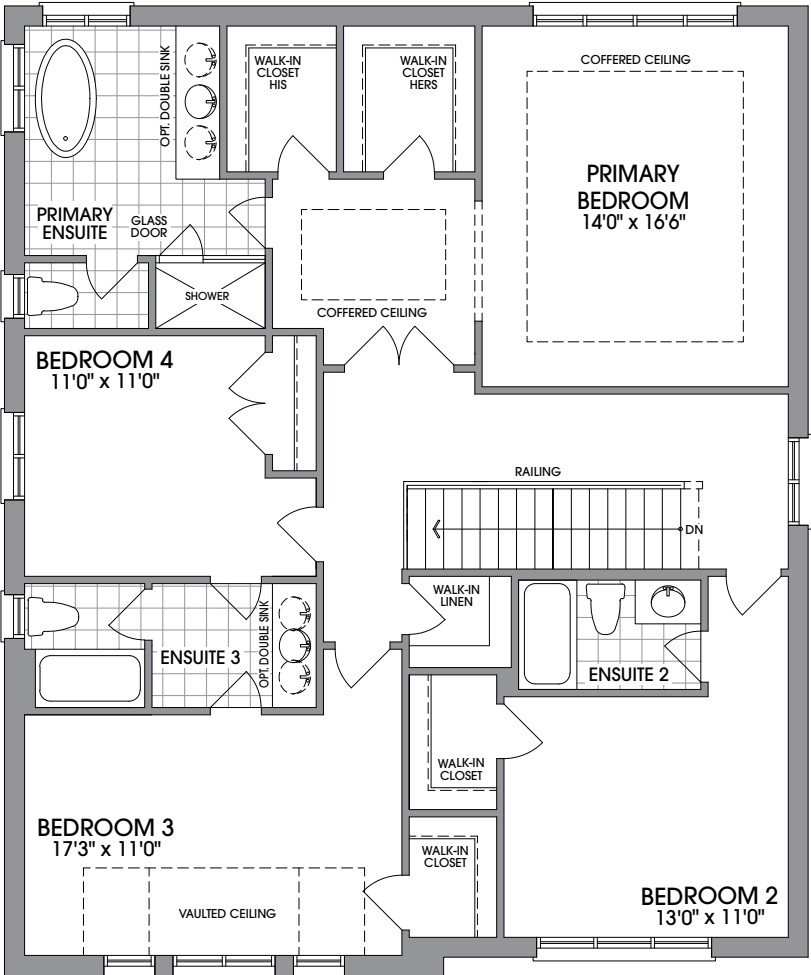 OPT. DOUBLE SINK
WALK-IN
CLOSET
HIS
WALK-IN
CLOSET
HERS
COFFERED CEILING
PRIMARY
BEDROOM
14'0" x 16'6"
PRIMARY
ENSUITE
GLASS
DOOR
SHOWER
COFFERED CEILING
BEDROOM 4
11'0" x 11'0"
RAILING
DN
WALK-IN
LINEN
OPT. DOUBLE SINK
ENSUITE 3
ENSUITE 2
WALK-IN
CLOSET
BEDROOM 3
17'3" x 11'0"
WALK-IN
CLOSET
VAULTED CEILING
BEDROOM 2
13'0" x 11'0"